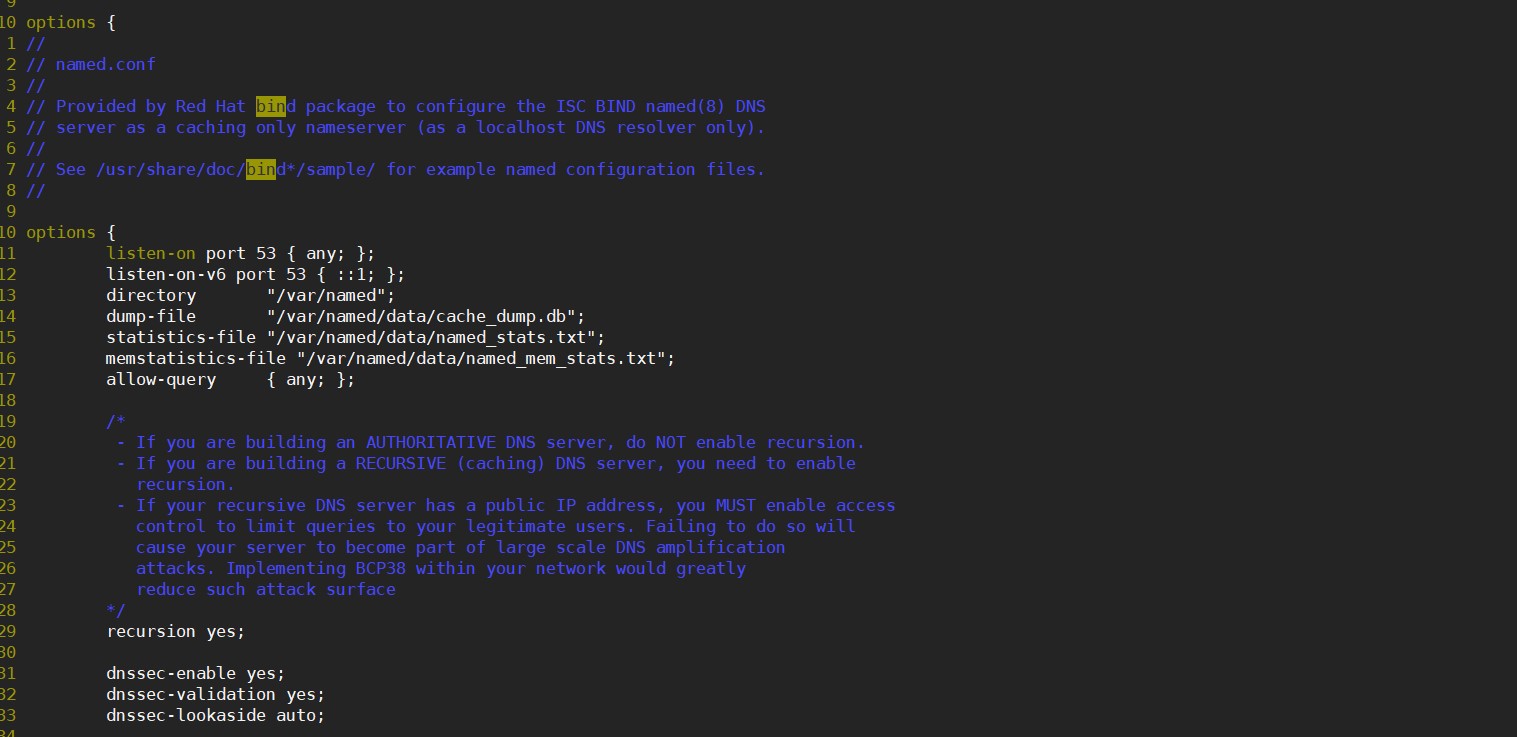 9
10 options {
1 //
2 // named.conf
3 //
4 // Provided by Red Hat bind package to configure the ISC BIND named(8) DNS
5 // server as a caching only nameserver (as a localhost DNS resolver only).
6 //
7 // See /usr/share/doc/bind*/sample/ for example named configuration files.
8 //
9
10 options {
11         listen-on port 53 { any; };
12         listen-on-v6 port 53 { ::1; };
13         directory       "/var/named";
14         dump-file       "/var/named/data/cache_dump.db";
15         statistics-file "/var/named/data/named_stats.txt";
16         memstatistics-file "/var/named/data/named_mem_stats.txt";
17         allow-query     { any; };
18
19         /*
20          - If you are building an AUTHORITATIVE DNS server, do NOT enable recursion.
21          - If you are building a RECURSIVE (caching) DNS server, you need to enable
22            recursion.
23          - If your recursive DNS server has a public IP address, you MUST enable access
24            control to limit queries to your legitimate users. Failing to do so will
25            cause your server to become part of large scale DNS amplification
26            attacks. Implementing BCP38 within your network would greatly
27            reduce such attack surface
28         */
29         recursion yes;
30
31         dnssec-enable yes;
32         dnssec-validation yes;
33         dnssec-lookaside auto;
34